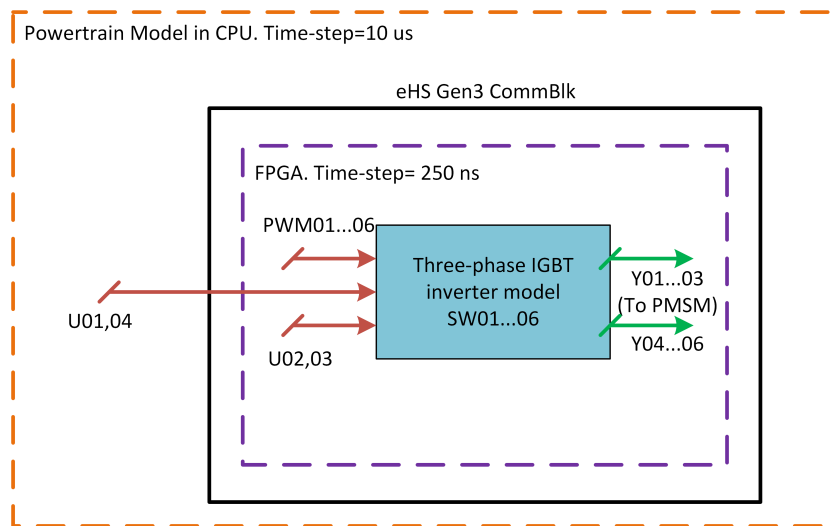 Powertrain Model in CPU. Time-step=10 us
eHS Gen3 CommBlk
FPGA. Time-step= 250 ns
PWM01...06
Three-phase IGBT
inverter model
SW01...06
Y01...03
(To PMSM)
Y04...06
U01,04
U02,03